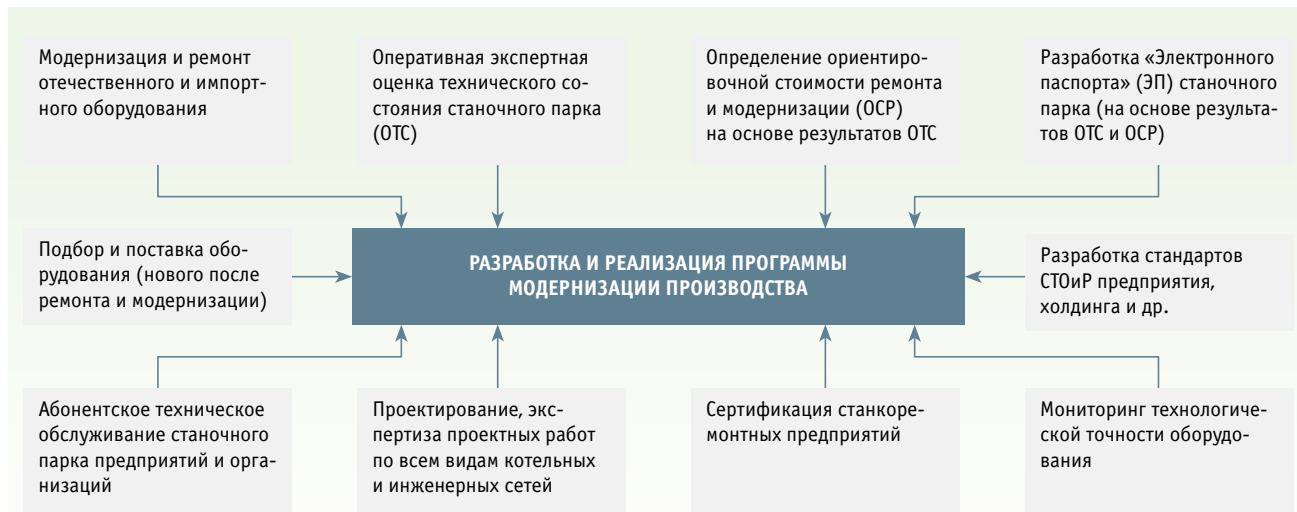 Модернизация и ремонт
отечественного и импорт-
ного оборудования
Оперативная экспертная
оценка технического со-
стояния станочного парка
(ОТС)
Определение ориентиро-
вочной стоимости ремонта
и модернизации (ОСР)
на основе результатов ОТС
Разработка «Электронного
паспорта» (ЭП) станочного
парка (на основе результа-
тов ОТС и ОСР)
Подбор и поставка обо-
рудования (нового после
ремонта и модернизации)
РАЗРАБОТКА И РЕАЛИЗАЦИЯ ПРОГРАММЫ
МОДЕРНИЗАЦИИ ПРОИЗВОДСТВА
Разработка стандартов
СТОиР предприятия,
холдинга и др.
Абонентское техническое
обслуживание станочного
парка предприятий и орга-
низаций
Проектирование, экс-
пертиза проектных работ
по всем видам котельных
и инженерных сетей
Сертификация станкоре-
монтных предприятий
Мониторинг технологиче-
ской точности оборудо-
вания